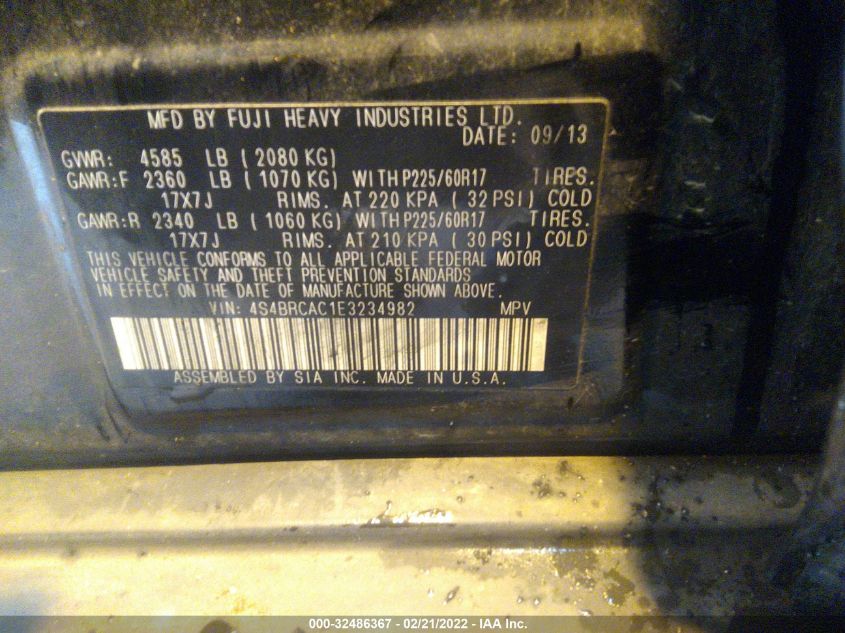 MFD BY FUJI HEAVY INDUSTRIES LTD.
DATE: 09/13
GVWR: 4585 LB ( 2080 KG)
GAWR:F 2360 LB ( 1070 KG) WITH P225/60R17 TIRES.
17X7J RIMS. AT 220 KPA ( 32 PSI) COLD
GAWR:R 2340 LB ( 1060 KG) WITH P225/60R17 TIRES.
17X7J RIMS. AT 210 KPA ( 30 PSI) COLD
THIS VEHICLE CONFORMS TO ALL APPLICABLE FEDERAL MOTOR
VEHICLE SAFETY AND THEFT PREVENTION STANDARDS
IN EFFECT ON THE DATE OF MANUFACTURE SHOWN ABOVE.
VIN: 4S4BRCAC1E3234982 MPV
ASSEMBLED BY SIA INC. MADE IN U.S.A.
000-32486367 - 02/21/2022 - IAA Inc.